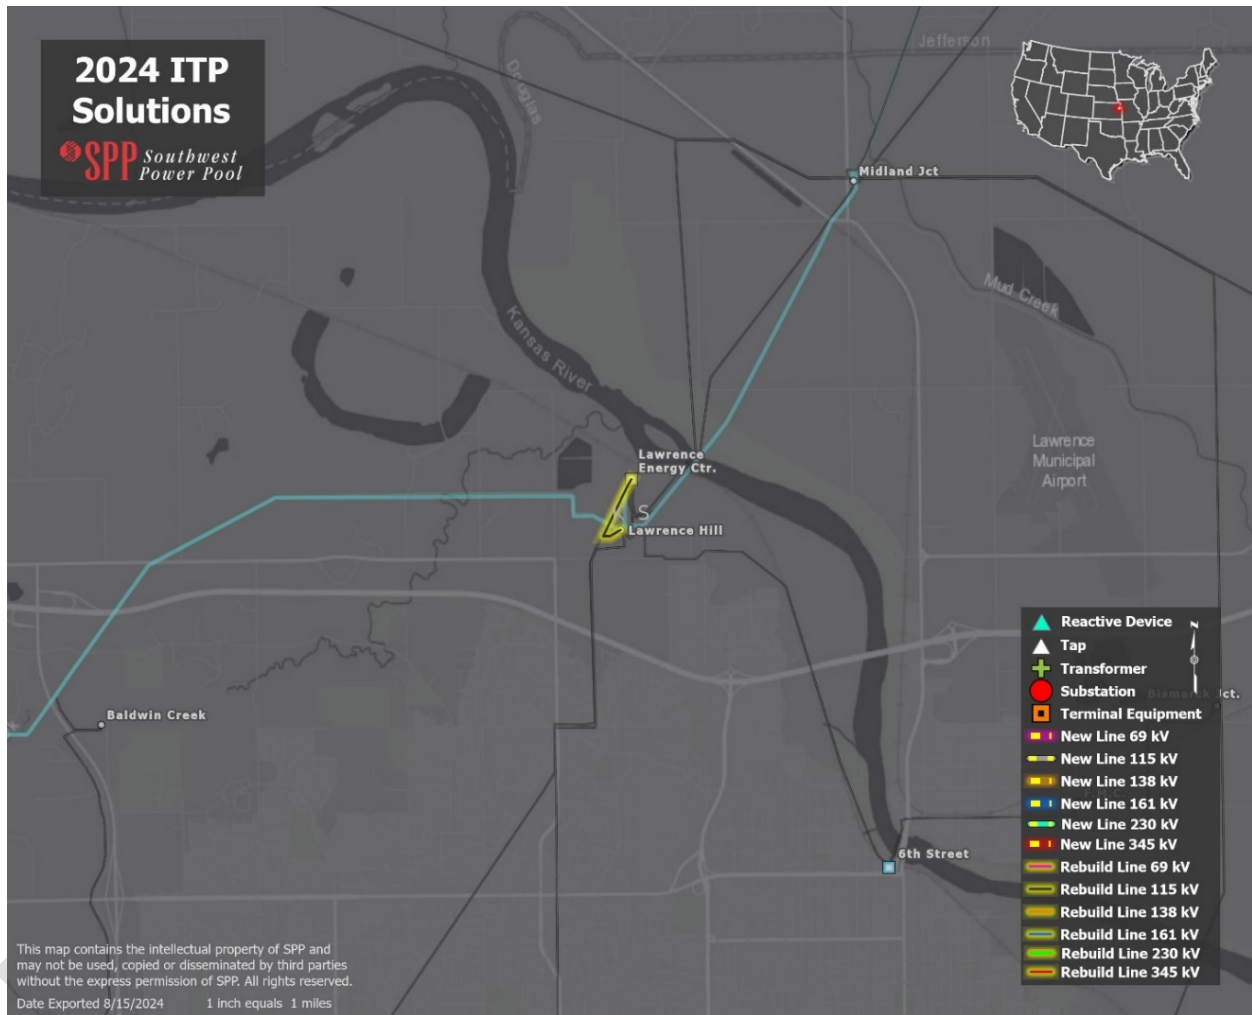 2024 ITP
Solutions
SPP Southwest
Power Pool
Jefferson
Douglas
Midland Jct
Mud Creek
Kansas River
Lawrence
Municipal
Airport
Lawrence
Energy Ctr.
K S
Lawrence Hill
Baldwin Creek
6th Street
Bismarck Jct.
N
Reactive Device
Tap
Transformer
Substation
Terminal Equipment
New Line 69 kV
New Line 115 kV
New Line 138 kV
New Line 161 kV
New Line 230 kV
New Line 345 kV
Rebuild Line 69 kV
Rebuild Line 115 kV
Rebuild Line 138 kV
Rebuild Line 161 kV
Rebuild Line 230 kV
Rebuild Line 345 kV
This map contains the intellectual property of SPP and
may not be used, copied or disseminated by third parties
without the express permission of SPP. All rights reserved.
Date Exported 8/15/2024 1 inch equals 1 miles